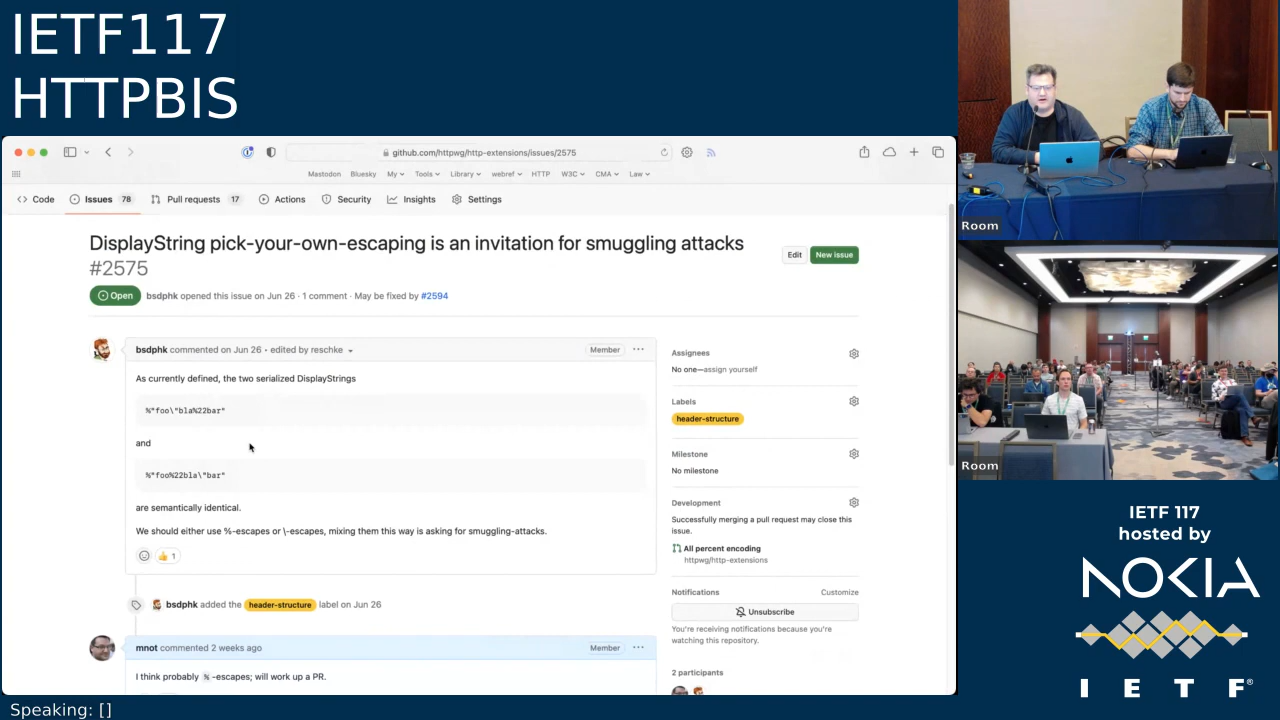 IETF117
HTTPBIS
github.com/httpwg/http-extensions/issues/2575
Mastodon Bluesky My Tools Library webref HTTP W3C CMA Law
Code Issues 78 Pull requests 17 Actions Security Insights Settings
DisplayString pick-your-own-escaping is an invitation for smuggling attacks
#2575
Edit New issue
Open bsdphk opened this issue on Jun 26 · 1 comment · May be fixed by #2594
bsdphk commented on Jun 26 • edited by reschke Member ···
As currently defined, the two serialized DisplayStrings
%"foo\"bla%22bar"
and
%"foo%22bla\"bar"
are semantically identical.
We should either use %-escapes or \-escapes, mixing them this way is asking for smuggling-attacks.
👍 1
bsdphk added the header-structure label on Jun 26
mnot commented 2 weeks ago Member ···
I think probably % -escapes; will work up a PR.
Assignees
No one—assign yourself
Labels
header-structure
Milestone
No milestone
Development
Successfully merging a pull request may close this
issue.
All percent encoding
httpwg/http-extensions
Notifications Customize
Unsubscribe
You're receiving notifications because you're
watching this repository.
2 participants
Room
Room
IETF 117
hosted by
NOKIA
I E T F®
Speaking: []